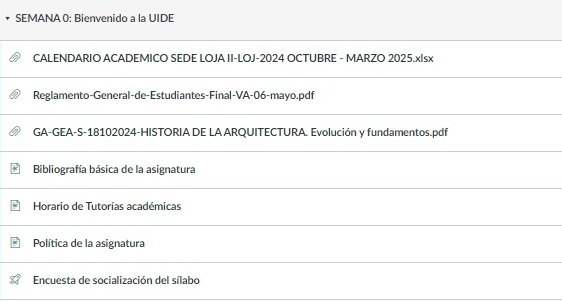 SEMANA 0: Bienvenido a la UIDE
CALENDARIO ACADEMICO SEDE LOJA II-LOJ-2024 OCTUBRE - MARZO 2025.xlsx
Reglamento-General-de-Estudiantes-Final-VA-06-mayo.pdf
GA-GEA-S-18102024-HISTORIA DE LA ARQUITECTURA. Evolución y fundamentos.pdf
Bibliografía básica de la asignatura
Horario de Tutorías académicas
Política de la asignatura
Encuesta de socialización del sílabo